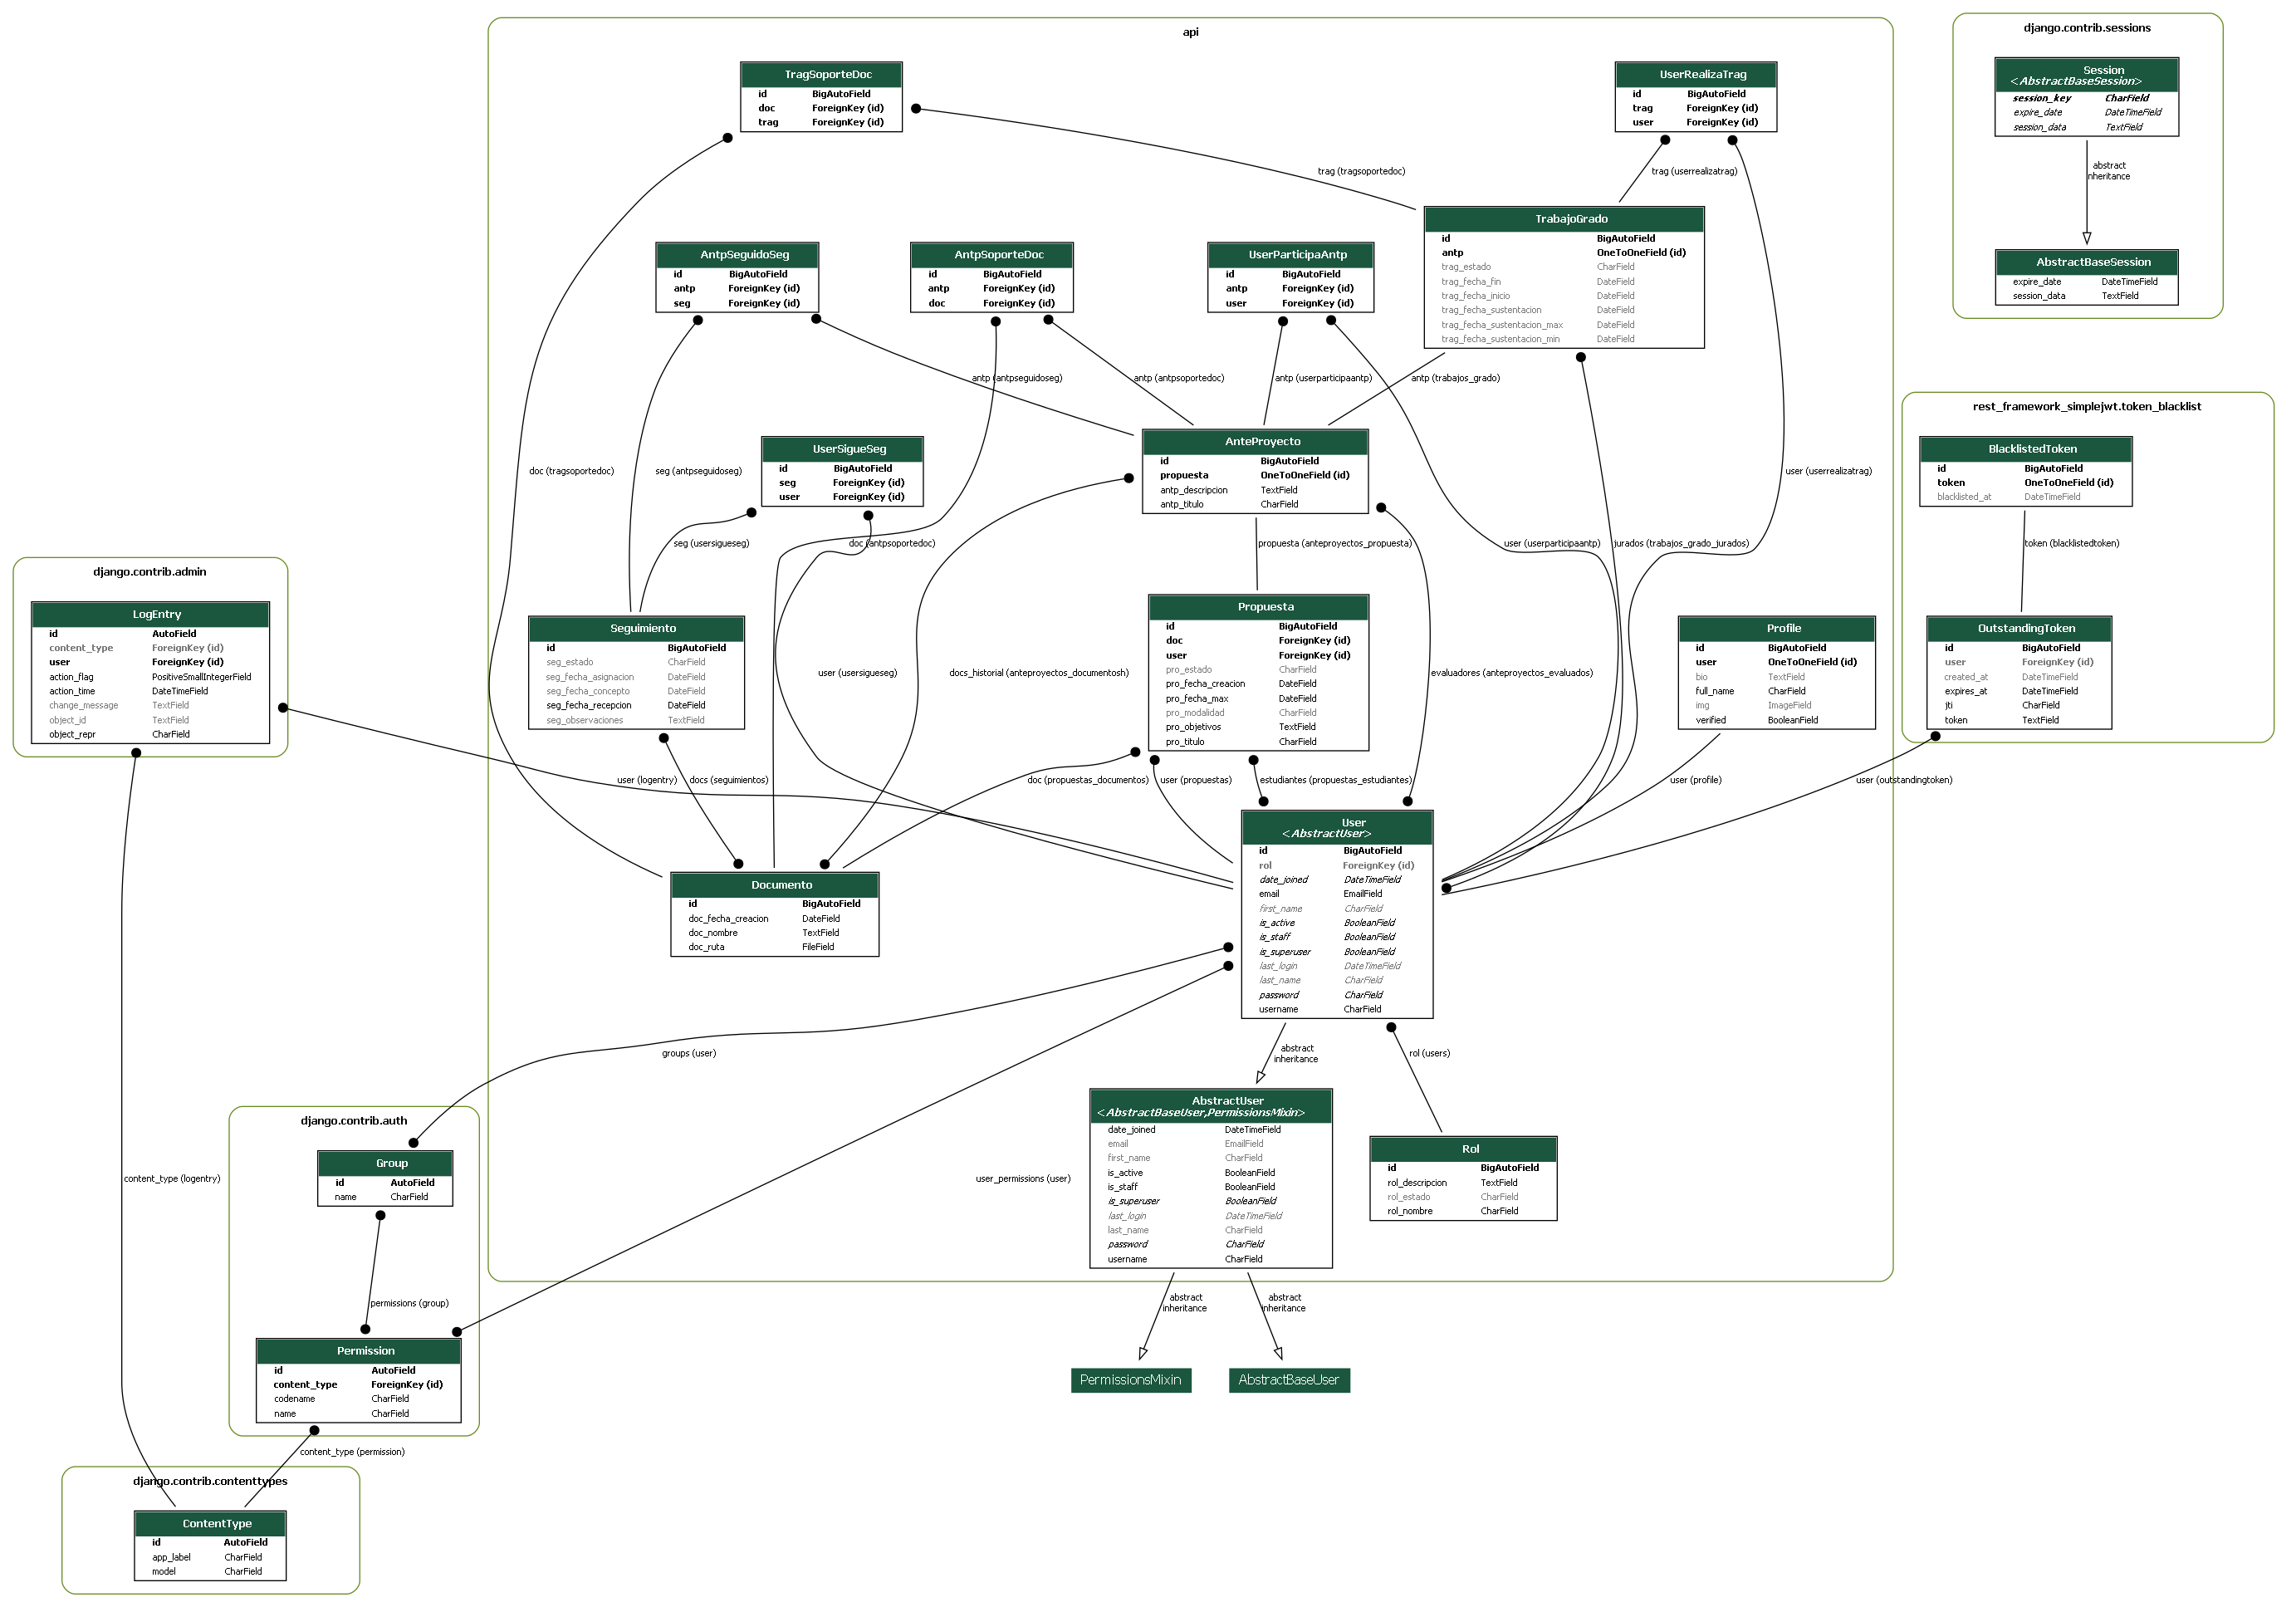 api
TragSoporteDoc
id BigAutoField
doc ForeignKey (id)
trag ForeignKey (id)
UserRealizaTrag
id BigAutoField
trag ForeignKey (id)
user ForeignKey (id)
django.contrib.sessions
Session
<AbstractBaseSession>
session_key CharField
expire_date DateTimeField
session_data TextField
abstract
inheritance
AbstractBaseSession
expire_date DateTimeField
session_data TextField
trag (tragsoportedoc)
trag (userrealizatrag)
TrabajoGrado
id BigAutoField
antp OneToOneField (id)
trag_estado CharField
trag_fecha_fin DateField
trag_fecha_inicio DateField
trag_fecha_sustentacion DateField
trag_fecha_sustentacion_max DateField
trag_fecha_sustentacion_min DateField
AntpSeguidoSeg
id BigAutoField
antp ForeignKey (id)
seg ForeignKey (id)
AntpSoporteDoc
id BigAutoField
antp ForeignKey (id)
doc ForeignKey (id)
UserParticipaAntp
id BigAutoField
antp ForeignKey (id)
user ForeignKey (id)
antp (antpseguidoseg)
antp (antpsoportedoc)
antp (userparticipaantp)
antp (trabajos_grado)
doc (tragsoportedoc)
seg (antpseguidoseg)
UserSigueSeg
id BigAutoField
seg ForeignKey (id)
user ForeignKey (id)
AnteProyecto
id BigAutoField
propuesta OneToOneField (id)
antp_descripcion TextField
antp_titulo CharField
user (userrealizatrag)
rest_framework_simplejwt.token_blacklist
BlacklistedToken
id BigAutoField
token OneToOneField (id)
blacklisted_at DateTimeField
seg (usersigueseg)
doc (antpsoportedoc)
propuesta (anteproyectos_propuesta)
user (userparticipaantp)
jurados (trabajos_grado_jurados)
token (blacklistedtoken)
django.contrib.admin
LogEntry
id AutoField
content_type ForeignKey (id)
user ForeignKey (id)
action_flag PositiveSmallIntegerField
action_time DateTimeField
change_message TextField
object_id TextField
object_repr CharField
Seguimiento
id BigAutoField
seg_estado CharField
seg_fecha_asignacion DateField
seg_fecha_concepto DateField
seg_fecha_recepcion DateField
seg_observaciones TextField
user (usersigueseg)
docs_historial (anteproyectos_documentosh)
Propuesta
id BigAutoField
doc ForeignKey (id)
user ForeignKey (id)
pro_estado CharField
pro_fecha_creacion DateField
pro_fecha_max DateField
pro_modalidad CharField
pro_objetivos TextField
pro_titulo CharField
evaluadores (anteproyectos_evaluados)
Profile
id BigAutoField
user OneToOneField (id)
bio TextField
full_name CharField
img ImageField
verified BooleanField
OutstandingToken
id BigAutoField
user ForeignKey (id)
created_at DateTimeField
expires_at DateTimeField
jti CharField
token TextField
user (logentry)
docs (seguimientos)
doc (propuestas_documentos)
user (propuestas)
estudiantes (propuestas_estudiantes)
user (profile)
user (outstandingtoken)
Documento
id BigAutoField
doc_fecha_creacion DateField
doc_nombre TextField
doc_ruta FileField
User
<AbstractUser>
id BigAutoField
rol ForeignKey (id)
date_joined DateTimeField
email EmailField
first_name CharField
is_active BooleanField
is_staff BooleanField
is_superuser BooleanField
last_login DateTimeField
last_name CharField
password CharField
username CharField
groups (user)
abstract
inheritance
rol (users)
django.contrib.auth
Group
id AutoField
name CharField
AbstractUser
<AbstractBaseUser,PermissionsMixin>
date_joined DateTimeField
email EmailField
first_name CharField
is_active BooleanField
is_staff BooleanField
is_superuser BooleanField
last_login DateTimeField
last_name CharField
password CharField
username CharField
Rol
id BigAutoField
rol_descripcion TextField
rol_estado CharField
rol_nombre CharField
content_type (logentry)
user_permissions (user)
permissions (group)
abstract
inheritance
abstract
inheritance
Permission
id AutoField
content_type ForeignKey (id)
codename CharField
name CharField
PermissionsMixin
AbstractBaseUser
content_type (permission)
django.contrib.contenttypes
ContentType
id AutoField
app_label CharField
model CharField